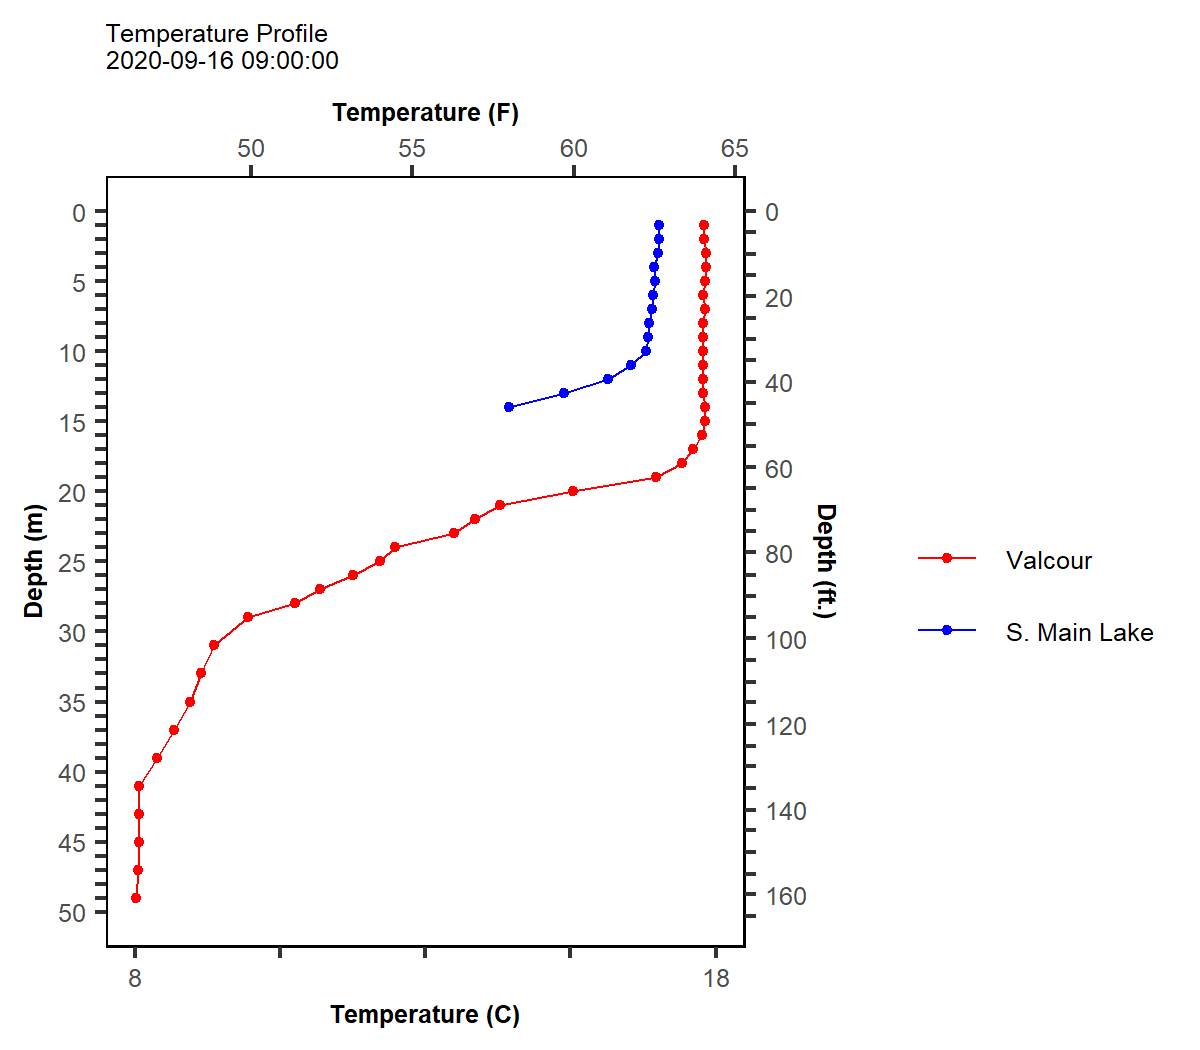 Temperature Profile
2020-09-16 09:00:00
Temperature (F)
50 55 60 65
0 0
5
20
10
40
15
60
20
Depth (m) Depth (ft.)
25 80
Valcour
30 100
S. Main Lake
35
120
40
140
45
160
50
8 18
Temperature (C)